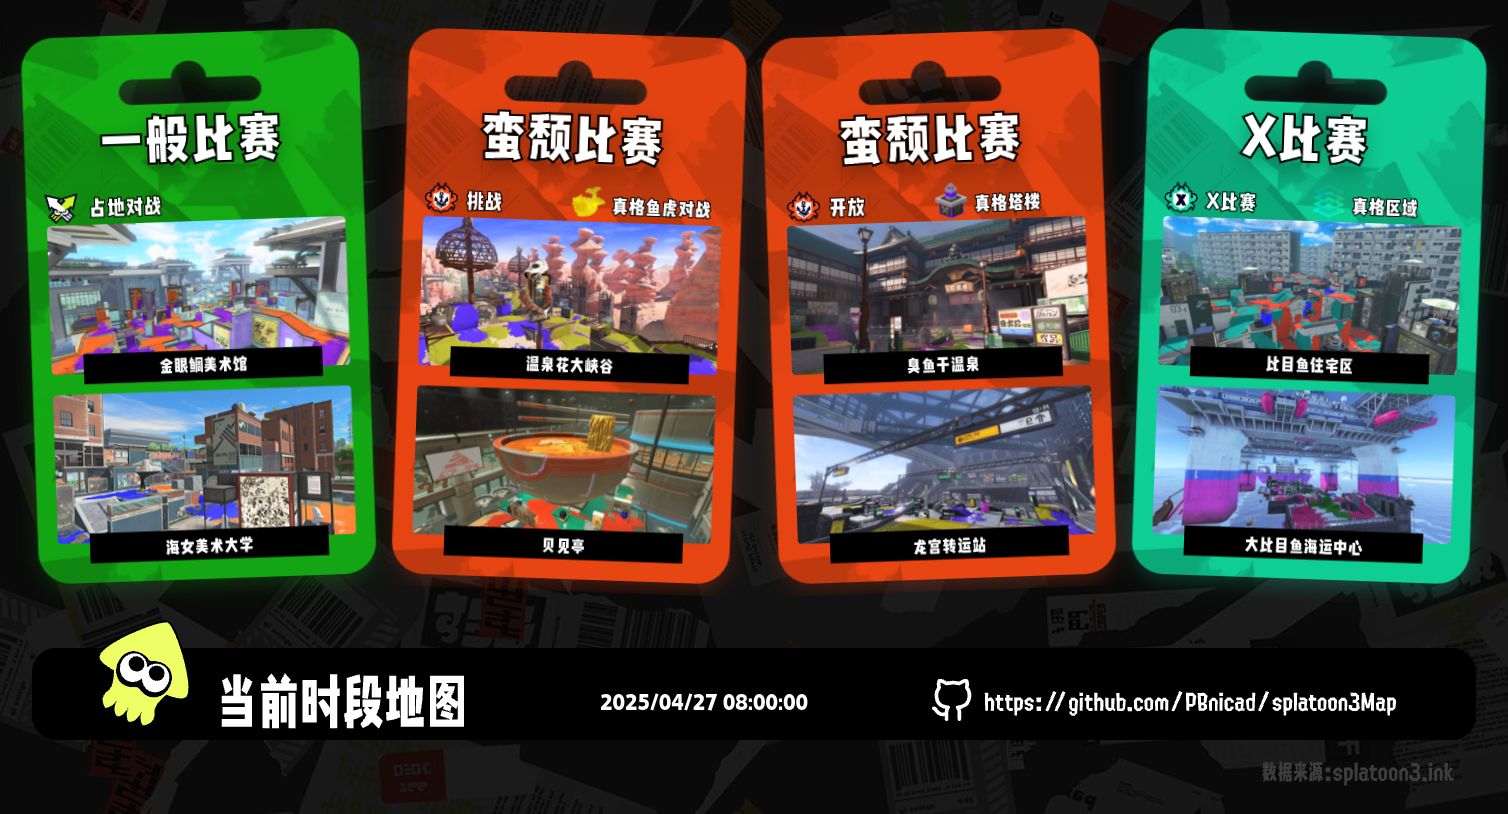 一般比赛
占地对战
金眼鲷美术馆
海女美术大学
蛮颓比赛
挑战
真格鱼虎对战
温泉花大峡谷
贝见亭
蛮颓比赛
开放
真格塔楼
臭鱼干温泉
龙宫转运站
X比赛
X比赛
真格区域
比目鱼住宅区
大比目鱼海运中心
当前时段地图
2025/04/27 08:00:00
https://github.com/PBnicad/splatoon3Map
数据来源:splatoon3.ink